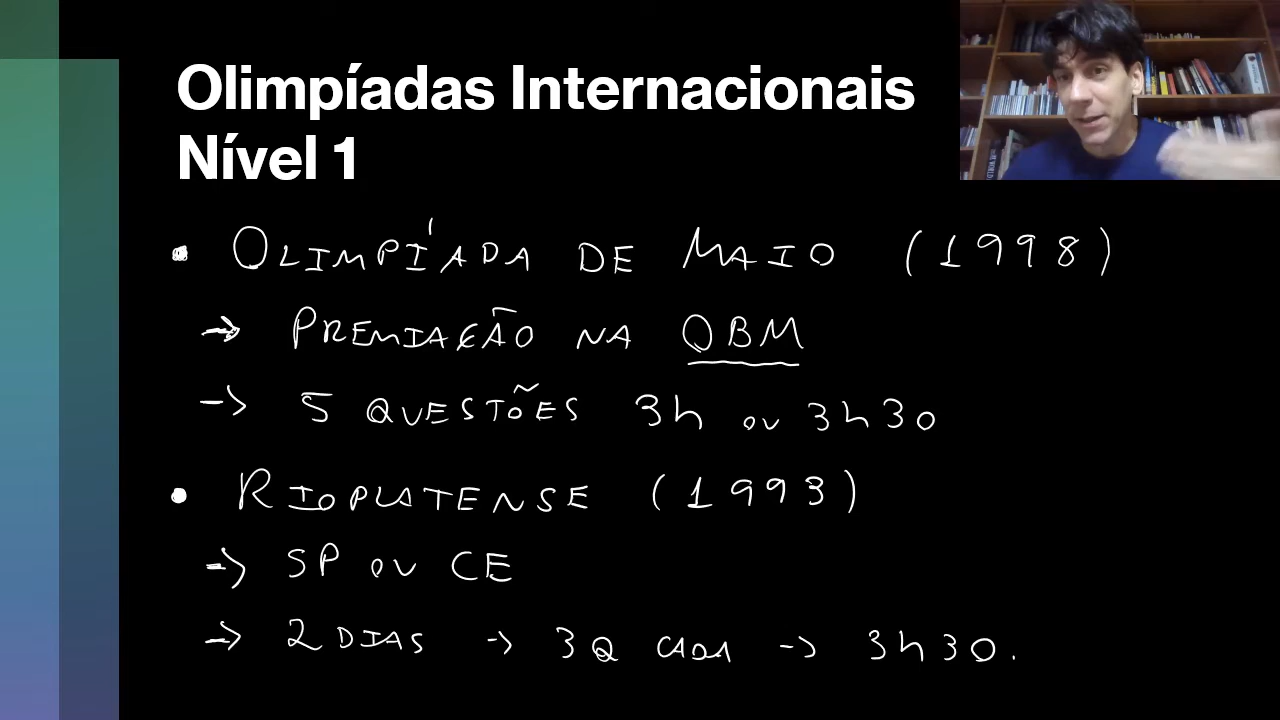 Olimpíadas Internacionais
Nível 1
• OLIMPÍADA DE MAIO (1998)
→ PREMIAÇÃO NA OBM
→ 5 QUESTÕES 3h OU 3h30
• RIOPLATENSE (1993)
→ SP OU CE
→ 2 DIAS → 3Q CADA → 3h30.